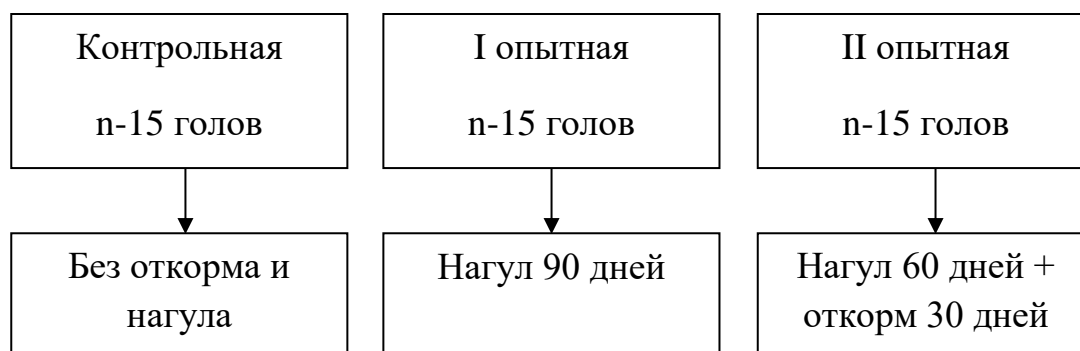 Контрольная
n-15 голов
I опытная
n-15 голов
II опытная
n-15 голов
Без откорма и
нагула
Нагул 90 дней
Нагул 60 дней +
откорм 30 дней